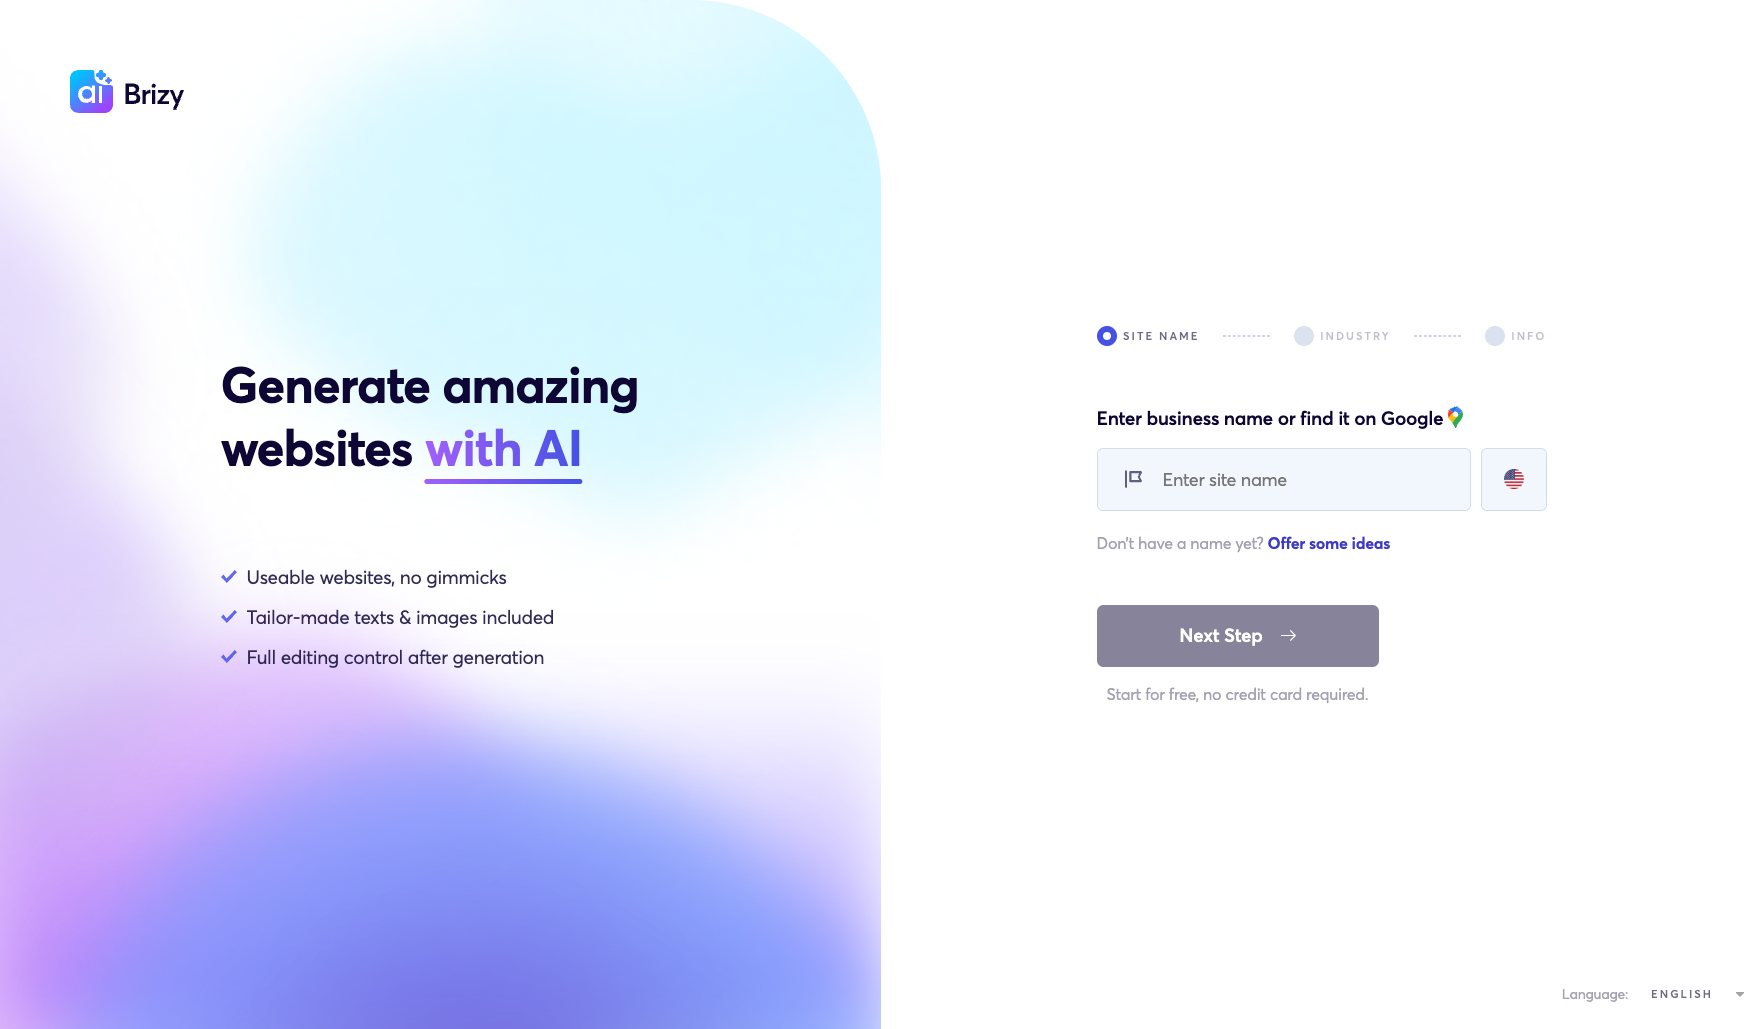 ai Brizy
Generate amazing
websites with AI
Useable websites, no gimmicks
Tailor-made texts & images included
Full editing control after generation
SITE NAME
INDUSTRY
INFO
Enter business name or find it on Google
Enter site name
Don't have a name yet? Offer some ideas
Next Step
Start for free, no credit card required.
Language: ENGLISH